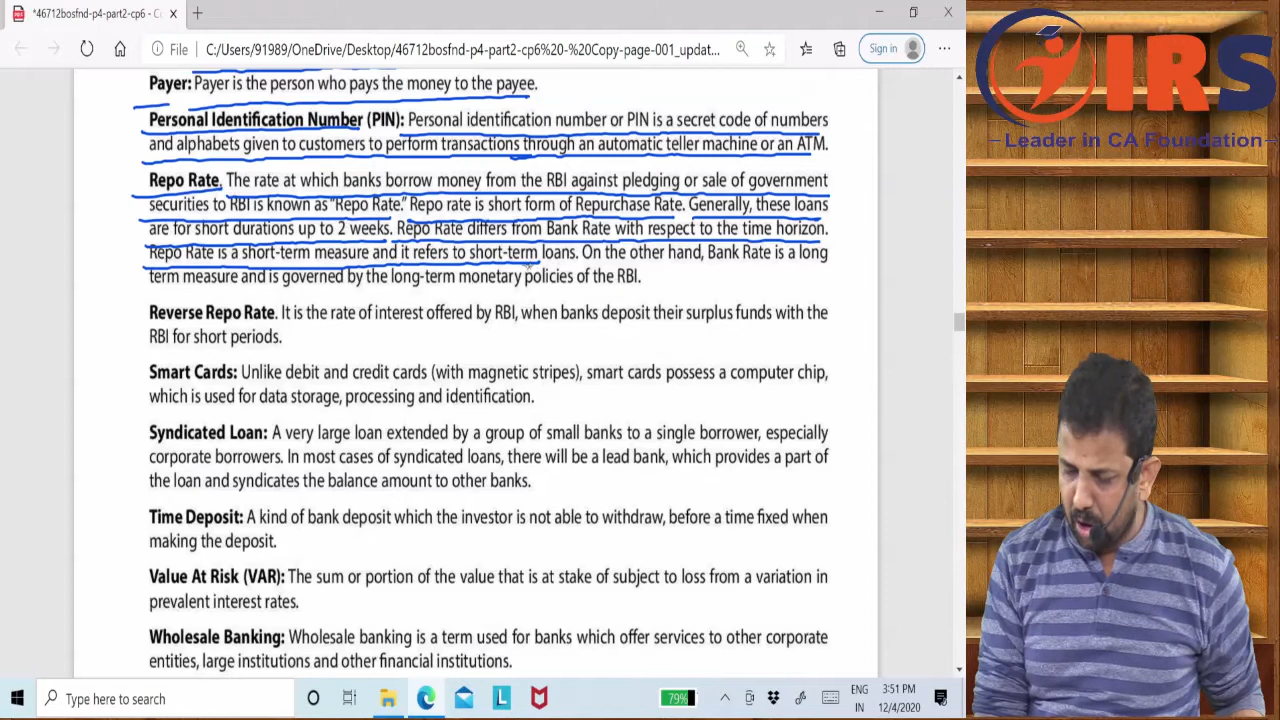 *46712bosfnd-p4-part2-cp6 - C
Sign in
File
C:/Users/91989/OneDrive/Desktop/46712bosfnd-p4-part2-cp6%20-%20Copy-page-001_updat...
IRS
Leader in CA Foundation
Payer: Payer is the person who pays the money to the payee.
Personal Identification Number (PIN): Personal identification number or PIN is a secret code of numbers
and alphabets given to customers to perform transactions through an automatic teller machine or an ATM.
Repo Rate. The rate at which banks borrow money from the RBI against pledging or sale of government
securities to RBI is known as "Repo Rate." Repo rate is short form of Repurchase Rate. Generally, these loans
are for short durations up to 2 weeks. Repo Rate differs from Bank Rate with respect to the time horizon.
Repo Rate is a short-term measure and it refers to short-term loans. On the other hand, Bank Rate is a long
term measure and is governed by the long-term monetary policies of the RBI.
Reverse Repo Rate. It is the rate of interest offered by RBI, when banks deposit their surplus funds with the
RBI for short periods.
Smart Cards: Unlike debit and credit cards (with magnetic stripes), smart cards possess a computer chip,
which is used for data storage, processing and identification.
Syndicated Loan: A very large loan extended by a group of small banks to a single borrower, especially
corporate borrowers. In most cases of syndicated loans, there will be a lead bank, which provides a part of
the loan and syndicates the balance amount to other banks.
Time Deposit: A kind of bank deposit which the investor is not able to withdraw, before a time fixed when
making the deposit.
Value At Risk (VAR): The sum or portion of the value that is at stake of subject to loss from a variation in
prevalent interest rates.
Wholesale Banking: Wholesale banking is a term used for banks which offer services to other corporate
entities, large institutions and other financial institutions.
Type here to search
79%
ENG
IN
3:51 PM
12/4/2020